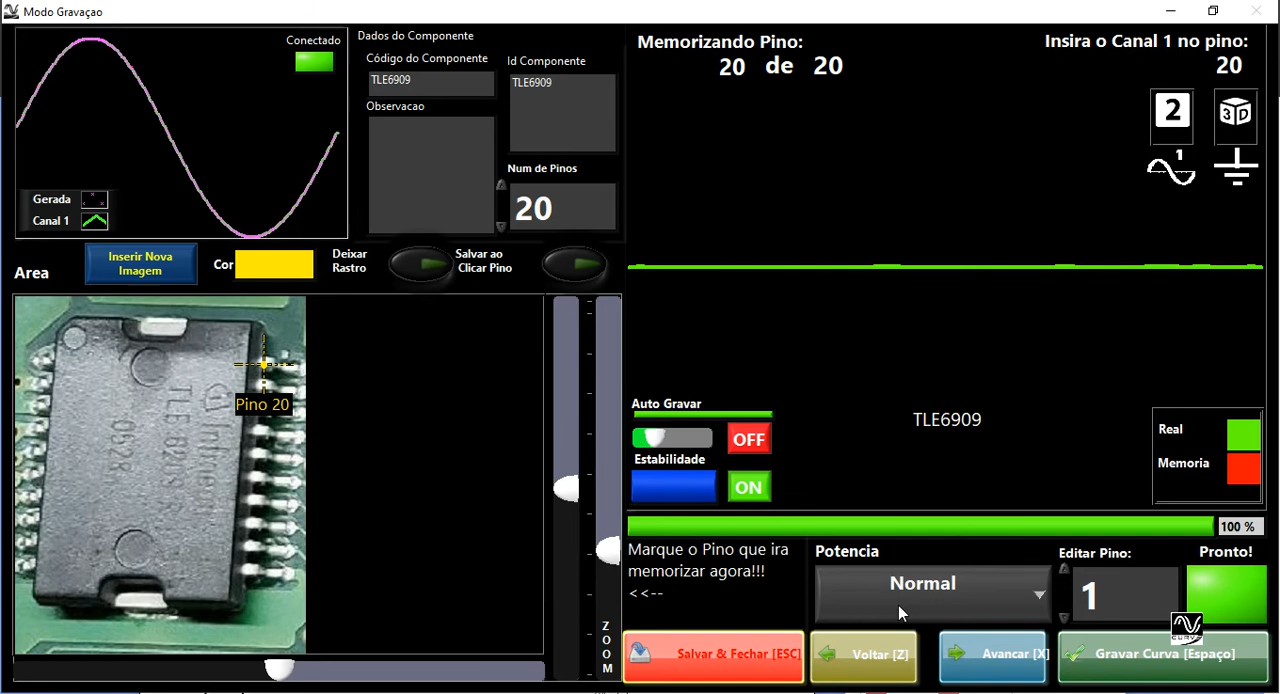 Modo Gravaçao
Conectado
Gerada
Canal 1
Dados do Componente
Código do Componente
TLE6909
Observacao
Id Componente
TLE6909
Num de Pinos
20
Area
Inserir Nova
Imagem
Cor
Deixar
Rastro
Salvar ao
Clicar Pino
Pino 20
TLE 6209
ZOOM
Memorizando Pino:
20 de 20
Insira o Canal 1 no pino:
20
2
3D
1
Auto Gravar
OFF
Estabilidade
ON
TLE6909
Real
Memoria
100 %
Marque o Pino que ira
memorizar agora!!!
<<--
Potencia
Normal
Editar Pino:
1
Pronto!
Salvar & Fechar [ESC]
Voltar [Z]
Avancar [X]
Gravar Curva [Espaço]